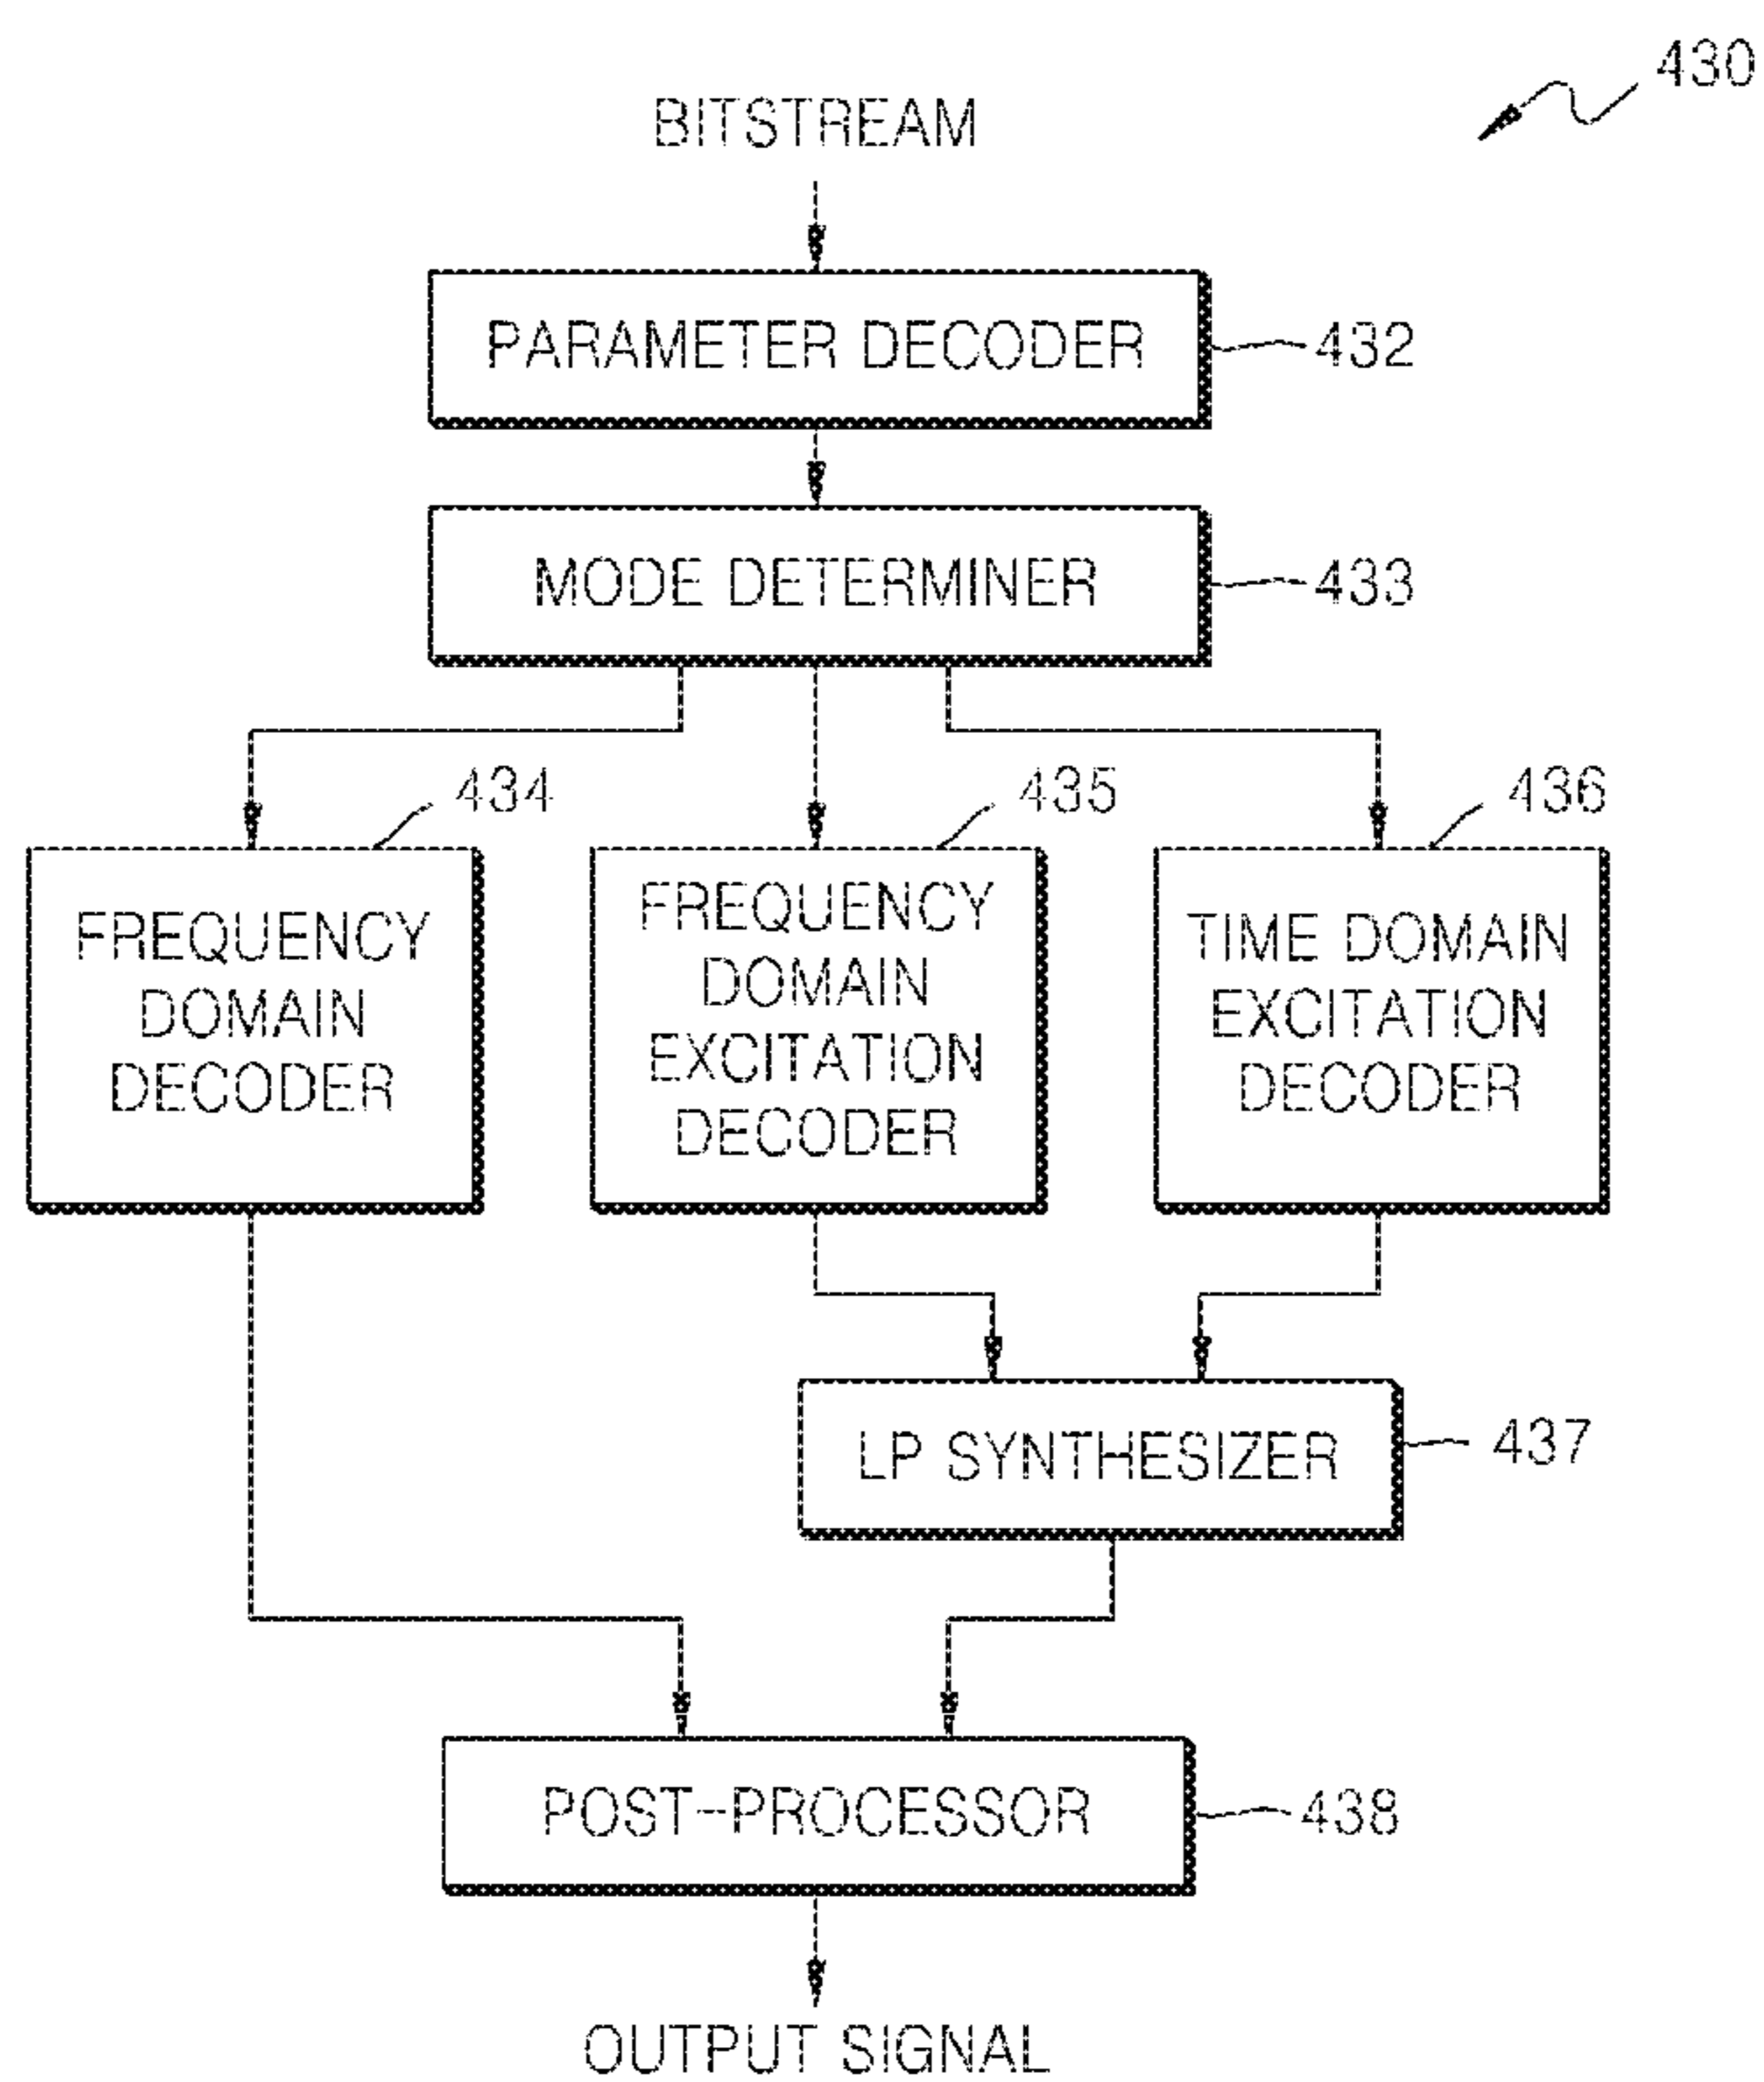 430
BITSTREAM
PARAMETER DECODER
432
MODE DETERMINER
433
434
435
436
FREQUENCY
DOMAIN
DECODER
FREQUENCY
DOMAIN
EXCITATION
DECODER
TIME DOMAIN
EXCITATION
DECODER
LP SYNTHESIZER
437
POST-PROCESSOR
438
OUTPUT SIGNAL